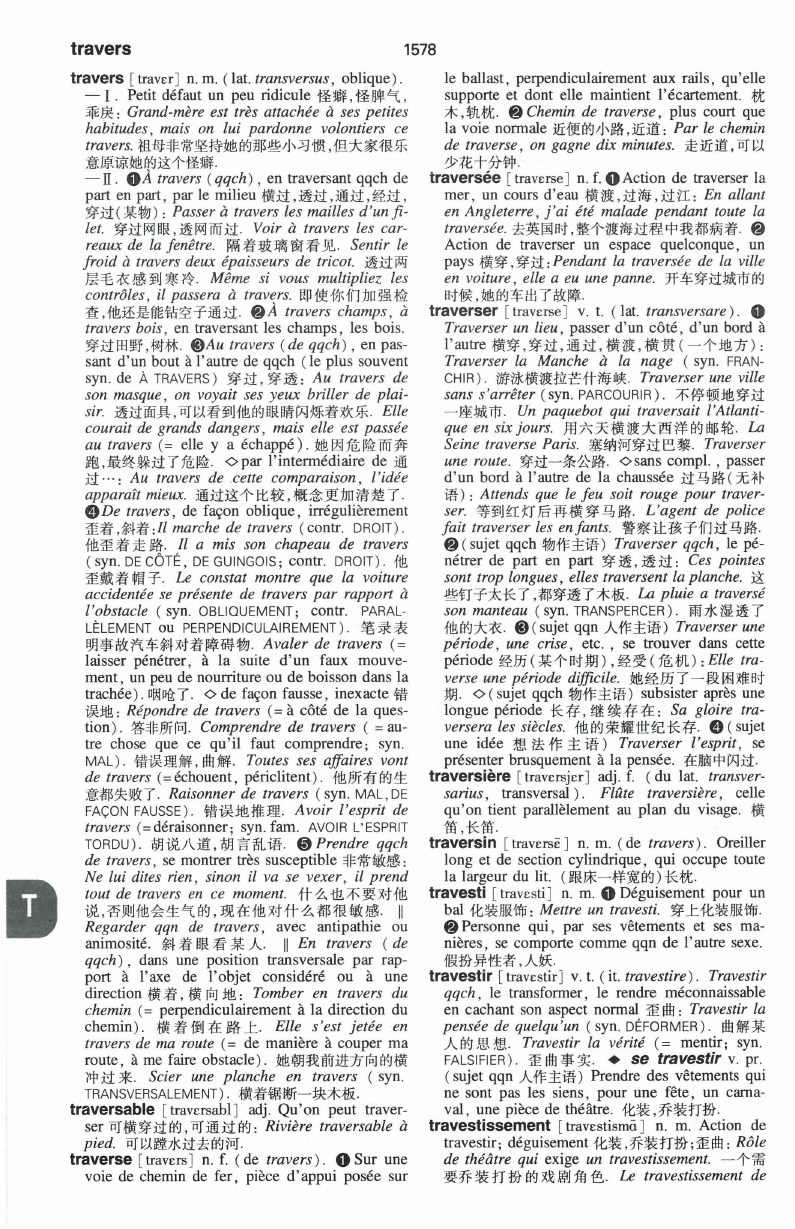 travers
1578
travers [travɛr] n. m. (lat. transversus, oblique).
— I. Petit défaut un peu ridicule 怪癖,怪脾气,
乖戾: Grand-mère est très attachée à ses petites
habitudes, mais on lui pardonne volontiers ce
travers. 祖母非常坚持她的那些小习惯,但大家很乐
意原谅她的这个怪癖.
— II. ❶À travers (qqch), en traversant qqch de
part en part, par le milieu 横过,透过,通过,经过,
穿过(某物): Passer à travers les mailles d'un fi-
let. 穿过网眼,透网而过. Voir à travers les car-
reaux de la fenêtre. 隔着玻璃窗看见. Sentir le
froid à travers deux épaisseurs de tricot. 透过两
层毛衣感到寒冷. Même si vous multipliez les
contrôles, il passera à travers. 即使你们加强检
查,他还是能钻空子通过. ❷À travers champs, à
travers bois, en traversant les champs, les bois.
穿过田野,树林. ❸Au travers (de qqch), en pas-
sant d'un bout à l'autre de qqch (le plus souvent
syn. de À TRAVERS) 穿过,穿透: Au travers de
son masque, on voyait ses yeux briller de plai-
sir. 透过面具,可以看到他的眼睛闪烁着欢乐. Elle
courait de grands dangers, mais elle est passée
au travers (= elle y a échappé). 她因危险而奔
跑,最终躲过了危险. ◇par l'intermédiaire de 通
过…: Au travers de cette comparaison, l'idée
apparaît mieux. 通过这个比较,概念更加清楚了.
❹De travers, de façon oblique, irrégulièrement
歪着,斜着:Il marche de travers (contr. DROIT).
他歪着走路. Il a mis son chapeau de travers
(syn. DE CÔTÉ, DE GUINGOIS; contr. DROIT). 他
歪戴着帽子. Le constat montre que la voiture
accidentée se présente de travers par rapport à
l'obstacle (syn. OBLIQUEMENT; contr. PARAL-
LÈLEMENT ou PERPENDICULAIREMENT). 笔录表
明事故汽车斜对着障碍物. Avaler de travers (=
laisser pénétrer, à la suite d'un faux mouve-
ment, un peu de nourriture ou de boisson dans la
trachée). 咽呛了. ◇ de façon fausse, inexacte 错
误地: Répondre de travers (= à côté de la ques-
tion). 答非所问. Comprendre de travers ( = au-
tre chose que ce qu'il faut comprendre; syn.
MAL). 错误理解,曲解. Toutes ses affaires vont
de travers (= échouent, périclitent). 他所有的生
意都失败了. Raisonner de travers (syn. MAL, DE
FAÇON FAUSSE). 错误地推理. Avoir l'esprit de
travers (= déraisonner; syn. fam. AVOIR L'ESPRIT
TORDU). 胡说八道,胡言乱语. ❺Prendre qqch
de travers, se montrer très susceptible 非常敏感:
Ne lui dites rien, sinon il va se vexer, il prend
tout de travers en ce moment. 什么也不要对他
说,否则他会生气的,现在他对什么都很敏感. ‖
Regarder qqn de travers, avec antipathie ou
animosité. 斜着眼看某人. ‖ En travers (de
qqch), dans une position transversale par rap-
port à l'axe de l'objet considéré ou à une
direction 横着,横向地: Tomber en travers du
chemin (= perpendiculairement à la direction du
chemin). 横着倒在路上. Elle s'est jetée en
travers de ma route (= de manière à couper ma
route, à me faire obstacle). 她朝我前进方向的横
冲过来. Scier une planche en travers (syn.
TRANSVERSALEMENT). 横着锯断一块木板.
traversable [travɛrsabl] adj. Qu'on peut traver-
ser 可横穿过的,可通过的: Rivière traversable à
pied. 可以蹚水过去的河.
traverse [travɛrs] n. f. (de travers). ❶Sur une
voie de chemin de fer, pièce d'appui posée sur
le ballast, perpendiculairement aux rails, qu'elle
supporte et dont elle maintient l'écartement. 枕
木,轨枕. ❷Chemin de traverse, plus court que
la voie normale 近便的小路,近道: Par le chemin
de traverse, on gagne dix minutes. 走近道,可以
少花十分钟.
traversée [travɛrse] n. f. ❶Action de traverser la
mer, un cours d'eau 横渡,过海,过江: En allant
en Angleterre, j'ai été malade pendant toute la
traversée. 去英国时,整个渡海过程中我都病着. ❷
Action de traverser un espace quelconque, un
pays 横穿,穿过:Pendant la traversée de la ville
en voiture, elle a eu une panne. 开车穿过城市的
时候,她的车出了故障.
traverser [travɛrse] v. t. (lat. transversare). ❶
Traverser un lieu, passer d'un côté, d'un bord à
l'autre 横穿,穿过,通过,横渡,横贯(一个地方):
Traverser la Manche à la nage (syn. FRAN-
CHIR). 游泳横渡拉芒什海峡. Traverser une ville
sans s'arrêter (syn. PARCOURIR). 不停顿地穿过
一座城市. Un paquebot qui traversait l'Atlanti-
que en six jours. 用六天横渡大西洋的邮轮. La
Seine traverse Paris. 塞纳河穿过巴黎. Traverser
une route. 穿过一条公路. ◇sans compl. , passer
d'un bord à l'autre de la chaussée 过马路(无补
语): Attends que le feu soit rouge pour traver-
ser. 等到红灯后再横穿马路. L'agent de police
fait traverser les enfants. 警察让孩子们过马路.
❷(sujet qqch 物作主语) Traverser qqch, le pé-
nétrer de part en part 穿透,透过: Ces pointes
sont trop longues, elles traversent la planche. 这
些钉子太长了,都穿透了木板. La pluie a traversé
son manteau (syn. TRANSPERCER). 雨水湿透了
他的大衣. ❸(sujet qqn 人作主语) Traverser une
période, une crise, etc. , se trouver dans cette
période 经历(某个时期),经受(危机):Elle tra-
verse une période difficile. 她经历了一段困难时
期. ◇(sujet qqch 物作主语) subsister après une
longue période 长存,继续存在: Sa gloire tra-
versera les siècles. 他的荣耀世纪长存. ❹(sujet
une idée 想法作主语) Traverser l'esprit, se
présenter brusquement à la pensée. 在脑中闪过.
traversière [travɛrsjɛr] adj. f. (du lat. transver-
sarius, transversal). Flûte traversière, celle
qu'on tient parallèlement au plan du visage. 横
笛,长笛.
traversin [travɛrsɛ̃] n. m. (de travers). Oreiller
long et de section cylindrique, qui occupe toute
la largeur du lit. (跟床一样宽的)长枕.
travesti [travɛsti] n. m. ❶Déguisement pour un
bal 化装服饰: Mettre un travesti. 穿上化装服饰.
❷Personne qui, par ses vêtements et ses ma-
nières, se comporte comme qqn de l'autre sexe.
假扮异性者,人妖.
travestir [travɛstir] v. t. (it. travestire). Travestir
qqch, le transformer, le rendre méconnaissable
en cachant son aspect normal 歪曲: Travestir la
pensée de quelqu'un (syn. DÉFORMER). 曲解某
人的思想. Travestir la vérité (= mentir; syn.
FALSIFIER). 歪曲事实. ◆ se travestir v. pr.
(sujet qqn 人作主语) Prendre des vêtements qui
ne sont pas les siens, pour une fête, un carna-
val, une pièce de théâtre. 化装,乔装打扮.
travestissement [travɛstismɑ̃] n. m. Action de
travestir; déguisement 化装,乔装打扮;歪曲: Rôle
de théâtre qui exige un travestissement. 一个需
要乔装打扮的戏剧角色. Le travestissement de
T